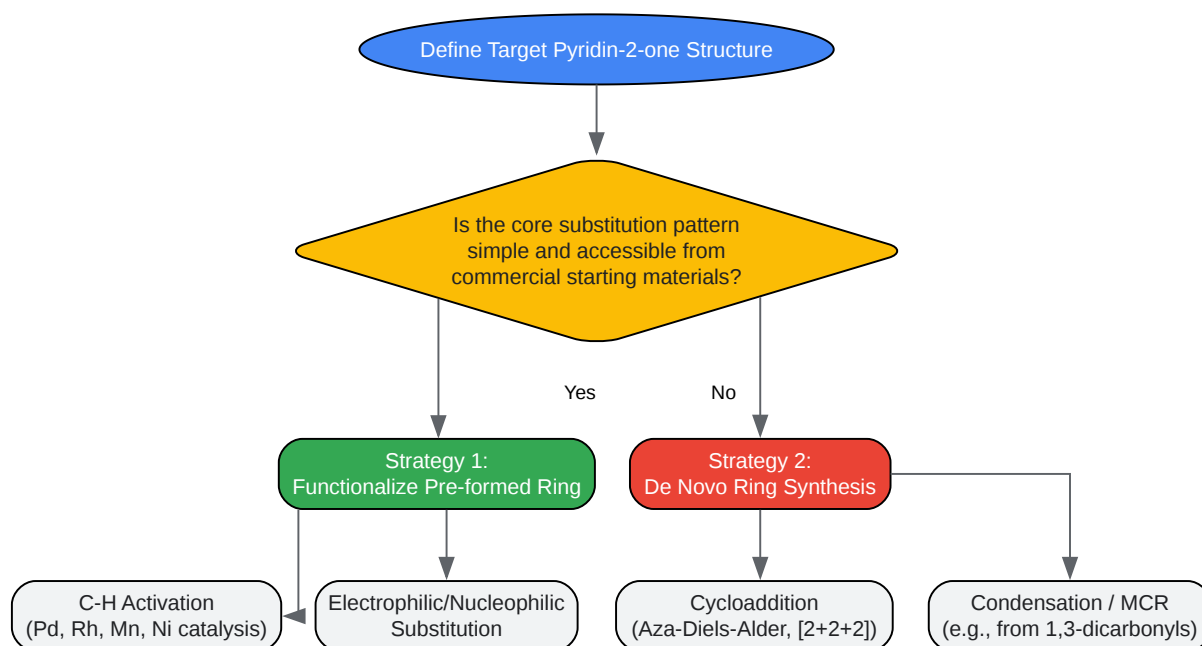 Define Target Pyridin-2-one Structure
Is the core substitution pattern
simple and accessible from
commercial starting materials?
Yes
No
Strategy 1:
Functionalize Pre-formed Ring
Strategy 2:
De Novo Ring Synthesis
C-H Activation
(Pd, Rh, Mn, Ni catalysis)
Electrophilic/Nucleophilic
Substitution
Cycloaddition
(Aza-Diels-Alder, [2+2+2])
Condensation / MCR
(e.g., from 1,3-dicarbonyls)